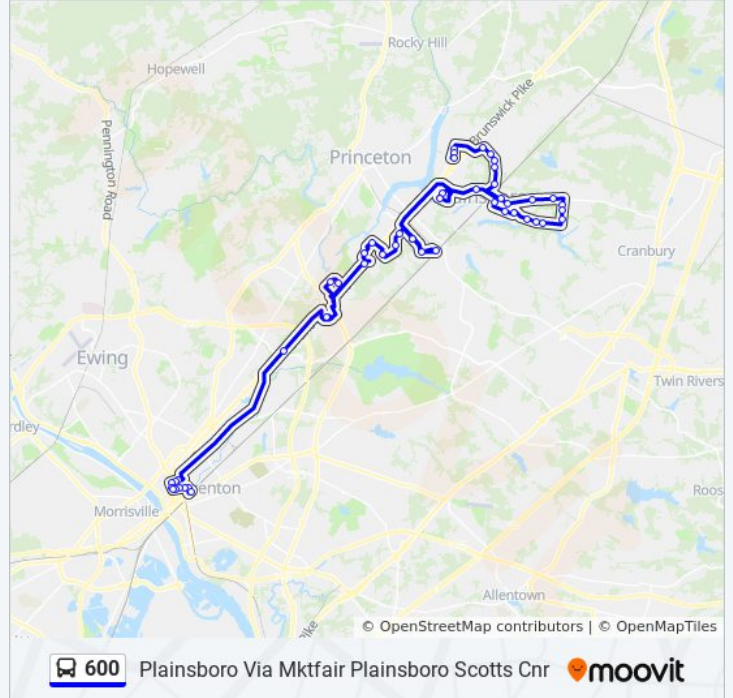 Rocky Hill
Hopewell
Brunswick Pike
Pennington Road
Princeton
Cranbury
Ewing
Twin Rivers
rdley
enton
Roos
Morrisville
Allentown
Pike
© OpenStreetMap contributors | © OpenMapTiles
600 Plainsboro Via Mktfair Plainsboro Scotts Cnr moovit